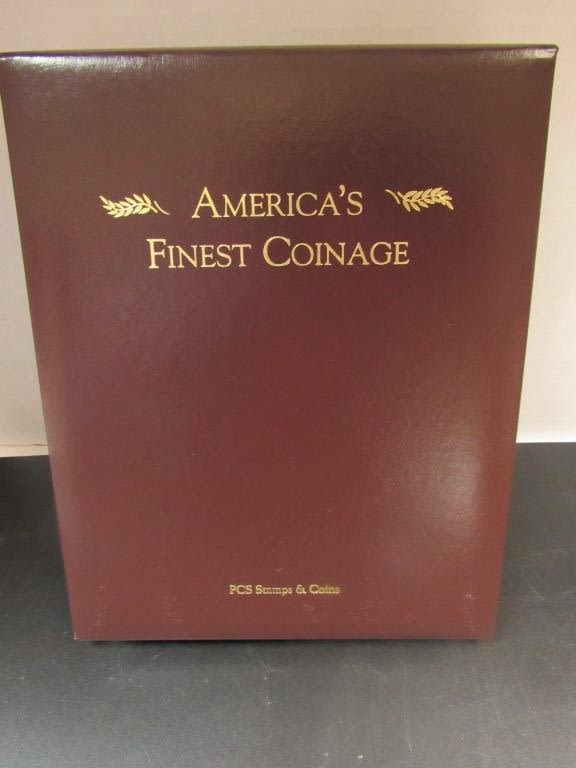 AMERICA'S
FINEST COINAGE
PCS Stamps & Coins